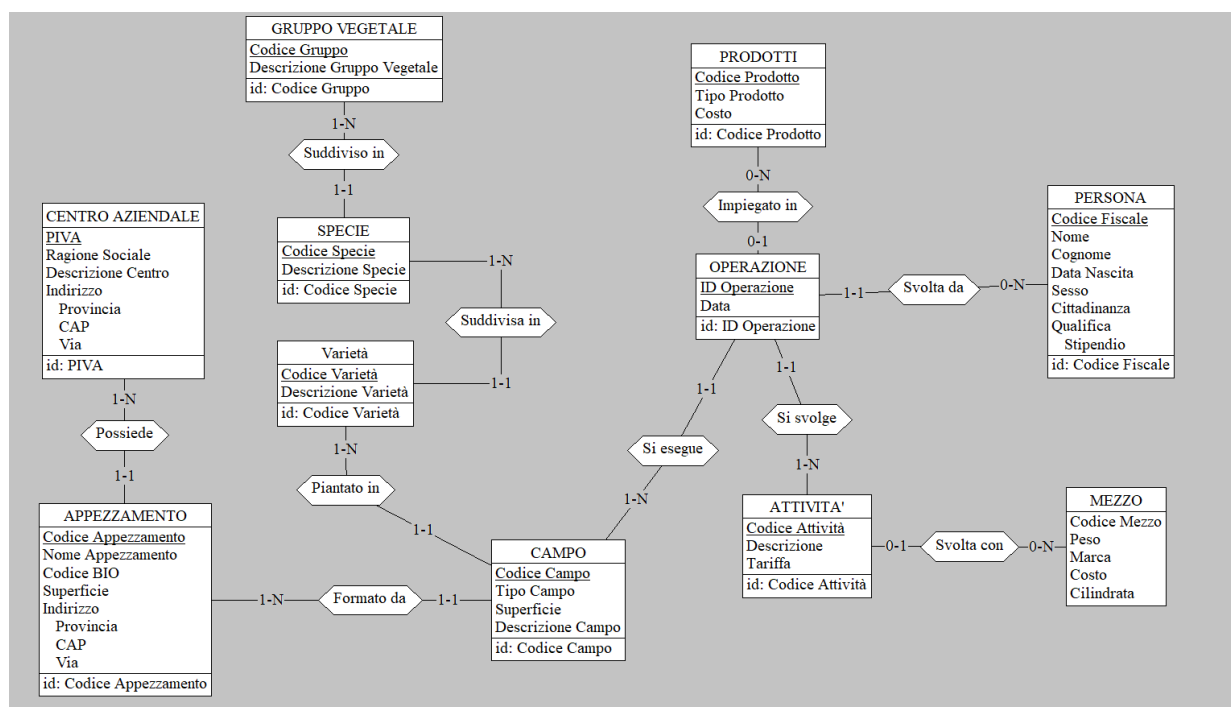 GRUPPO VEGETALE
Codice Gruppo
Descrizione Gruppo Vegetale
id: Codice Gruppo
1-N
Suddiviso in
1-1
SPECIE
Codice Specie
Descrizione Specie
id: Codice Specie
1-N
Suddivisa in
1-1
Varietà
Codice Varietà
Descrizione Varietà
id: Codice Varietà
1-N
Piantato in
1-1
CENTRO AZIENDALE
PIVA
Ragione Sociale
Descrizione Centro
Indirizzo
Provincia
CAP
Via
id: PIVA
1-N
Possiede
1-1
APPEZZAMENTO
Codice Appezzamento
Nome Appezzamento
Codice BIO
Superficie
Indirizzo
Provincia
CAP
Via
id: Codice Appezzamento
1-N
Formato da
1-1
CAMPO
Codice Campo
Tipo Campo
Superficie
Descrizione Campo
id: Codice Campo
1-N
Si esegue
1-1
PRODOTTI
Codice Prodotto
Tipo Prodotto
Costo
id: Codice Prodotto
0-N
Impiegato in
0-1
OPERAZIONE
ID Operazione
Data
id: ID Operazione
1-1
Svolta da
0-N
PERSONA
Codice Fiscale
Nome
Cognome
Data Nascita
Sesso
Cittadinanza
Qualifica
Stipendio
id: Codice Fiscale
1-1
Si svolge
1-N
ATTIVITA'
Codice Attività
Descrizione
Tariffa
id: Codice Attività
0-1
Svolta con
0-N
MEZZO
Codice Mezzo
Peso
Marca
Costo
Cilindrata